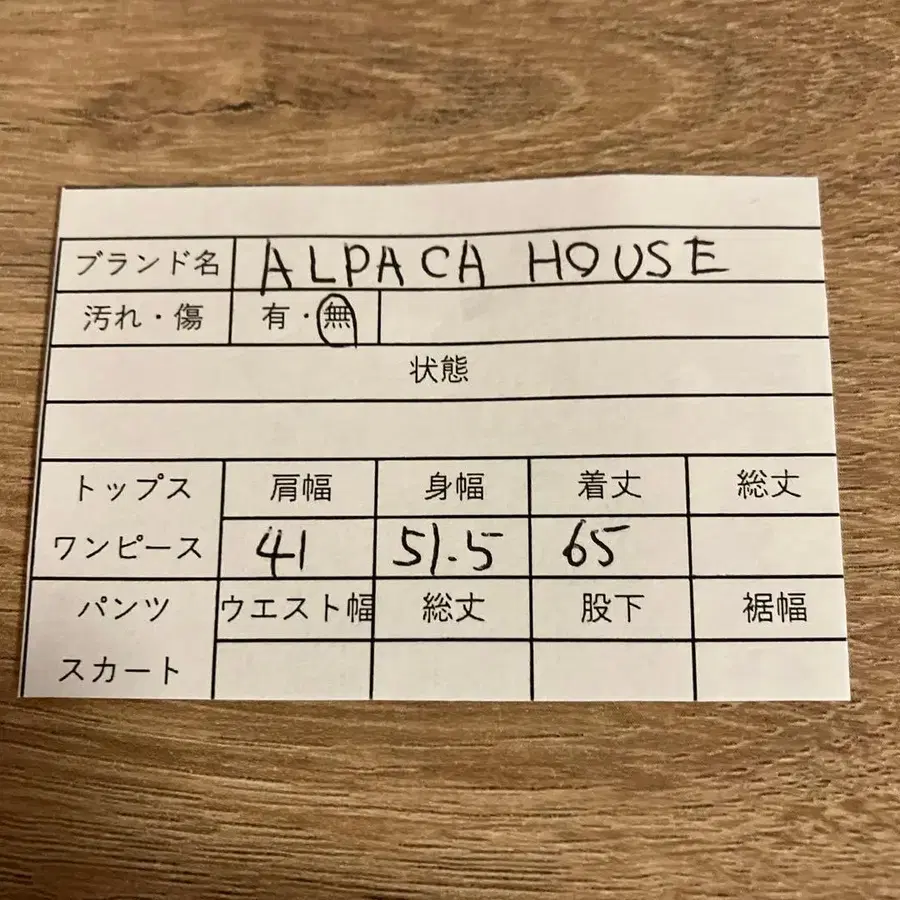 ブランド名 ALPACA HOUSE
汚れ・傷 有・無
状態
トップス 肩幅 身幅 着丈 総丈
ワンピース 41 51.5 65
パンツ ウエスト幅 総丈 股下 裾幅
スカート